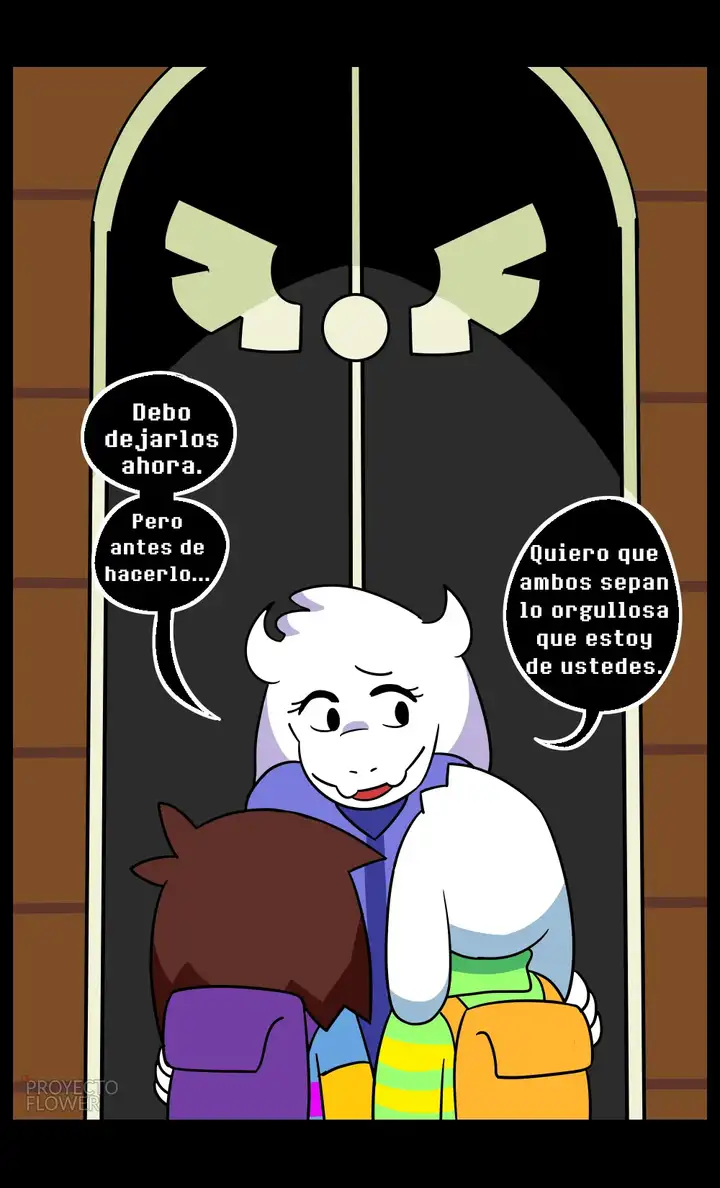 Debo
dejarlos
ahora.
Pero
antes de
hacerlo...
Quiero que
ambos sepan
lo orgullosa
que estoy
de ustedes.
PROYECTO
FLOWER